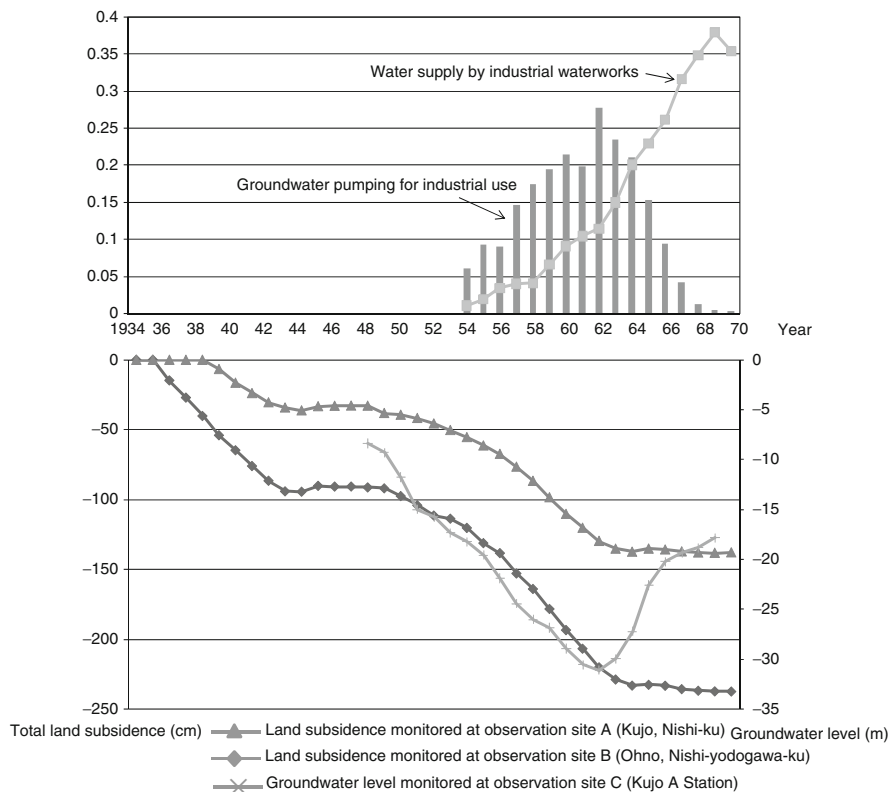 0.4
0.35
0.3
0.25
0.2
0.15
0.1
0.05
0
Water supply by industrial waterworks
Groundwater pumping for industrial use
1934 36 38 40 42 44 46 48 50 52 54 56 58 60 62 64 66 68 70 Year
0
−50
−100
−150
−200
−250
0
−5
−10
−15
−20
−25
−30
−35
Total land subsidence (cm)
Land subsidence monitored at observation site A (Kujo, Nishi-ku)
Groundwater level (m)
Land subsidence monitored at observation site B (Ohno, Nishi-yodogawa-ku)
Groundwater level monitored at observation site C (Kujo A Station)